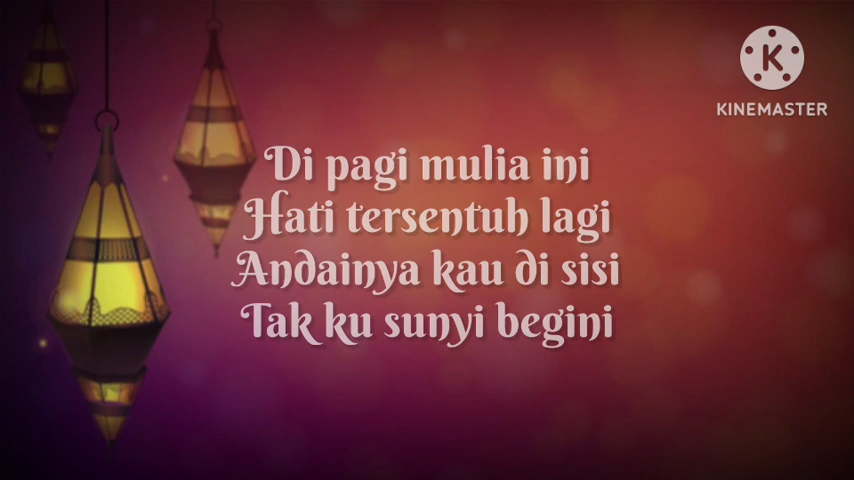 KINEMASTER
Di pagi mulia ini
Hati tersentuh lagi
Andainya kau di sisi
Tak ku sunyi begini